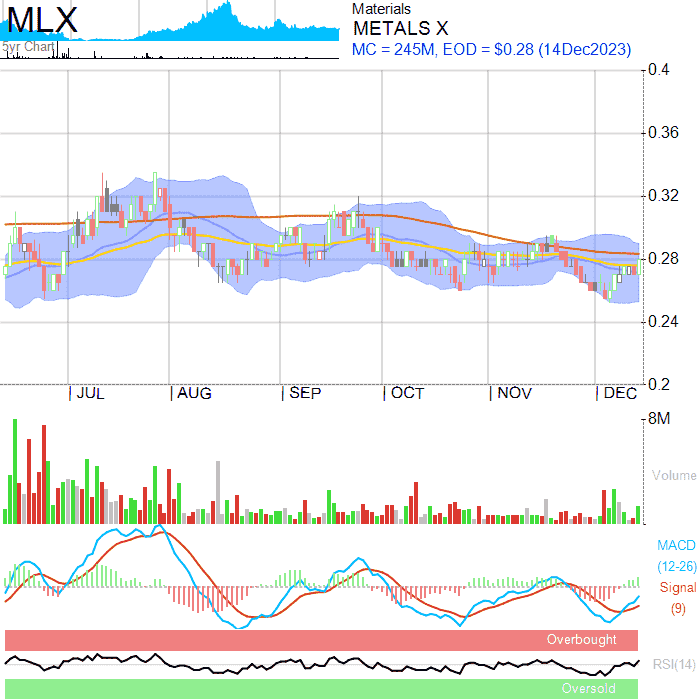 MLX
5yr Chart
Materials
METALS X
MC = 245M, EOD = $0.28 (14Dec2023)
0.4
0.36
0.32
0.28
0.24
0.2
JUL AUG SEP OCT NOV DEC
8M
Volume
MACD
(12-26)
Signal
(9)
Overbought
RSI(14)
Oversold